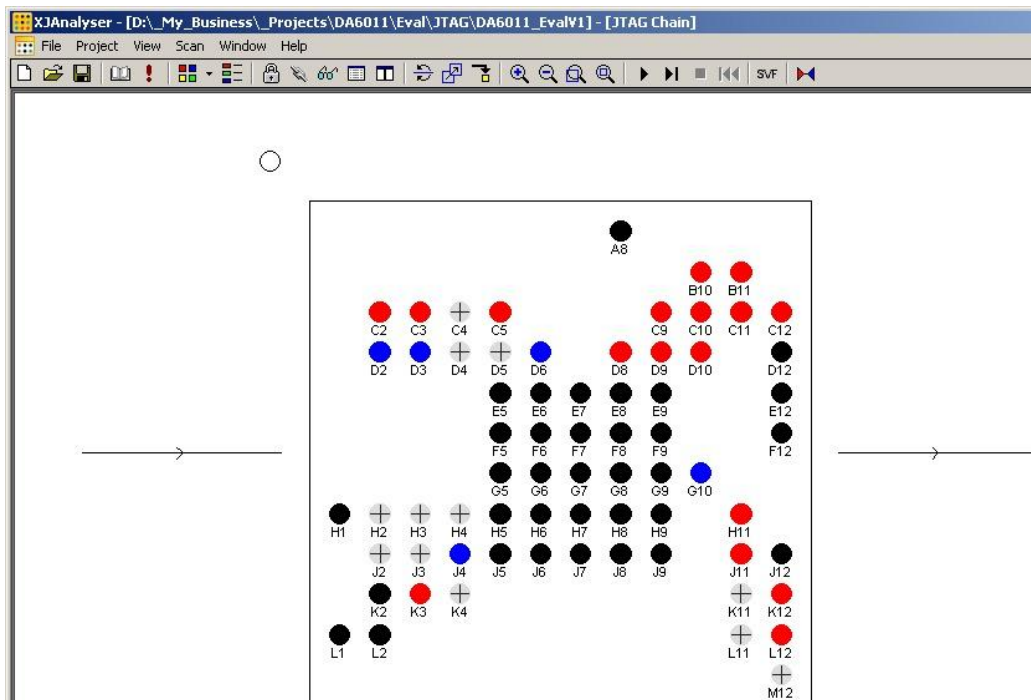 XJAnalyser - [D:\_My_Business\_Projects\DA6011\Eval\JTAG\DA6011_Eval¥1] - [JTAG Chain]
File Project View Scan Window Help
SVF
A8
B10 B11
C2 C3 C4 C5 C9 C10 C11 C12
D2 D3 D4 D5 D6 D8 D9 D10 D12
E5 E6 E7 E8 E9 E12
F5 F6 F7 F8 F9 F12
G5 G6 G7 G8 G9 G10
H1 H2 H3 H4 H5 H6 H7 H8 H9 H11
J2 J3 J4 J5 J6 J7 J8 J9 J11 J12
K2 K3 K4 K11 K12
L1 L2 L11 L12
M12